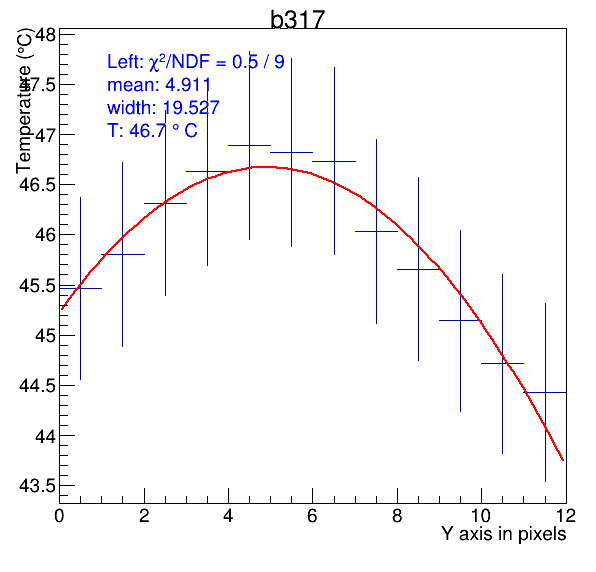 b317
Temperature (°C)
Left: χ²/NDF = 0.5 / 9
mean: 4.911
width: 19.527
T: 46.7 ° C
48
47.5
47
46.5
46
45.5
45
44.5
44
43.5
0 2 4 6 8 10 12
Y axis in pixels